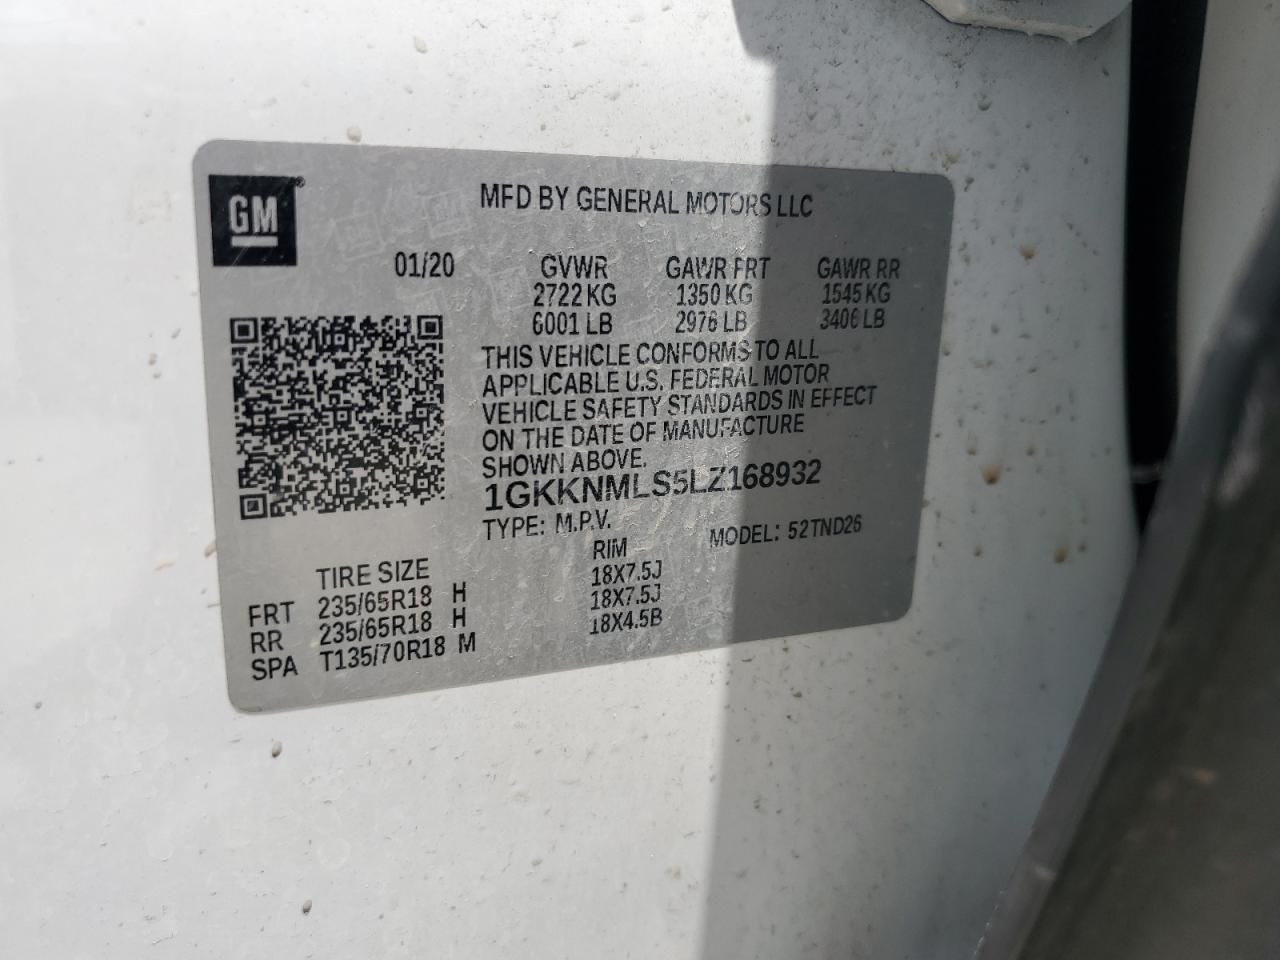 GM®
MFD BY GENERAL MOTORS LLC
01/20 GVWR GAWR FRT GAWR RR
2722 KG 1350 KG 1545 KG
6001 LB 2976 LB 3406 LB
THIS VEHICLE CONFORMS TO ALL
APPLICABLE U.S. FEDERAL MOTOR
VEHICLE SAFETY STANDARDS IN EFFECT
ON THE DATE OF MANUFACTURE
SHOWN ABOVE.
1GKKNMLS5LZ168932
TYPE: M.P.V. MODEL: 52TND26
TIRE SIZE RIM
FRT 235/65R18 H 18X7.5J
RR 235/65R18 H 18X7.5J
SPA T135/70R18 M 18X4.5B